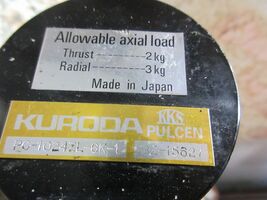 Allowable axial load
Thrust 2kg
Radial 3kg
Made in Japan
KURODA KKS
PULCEN